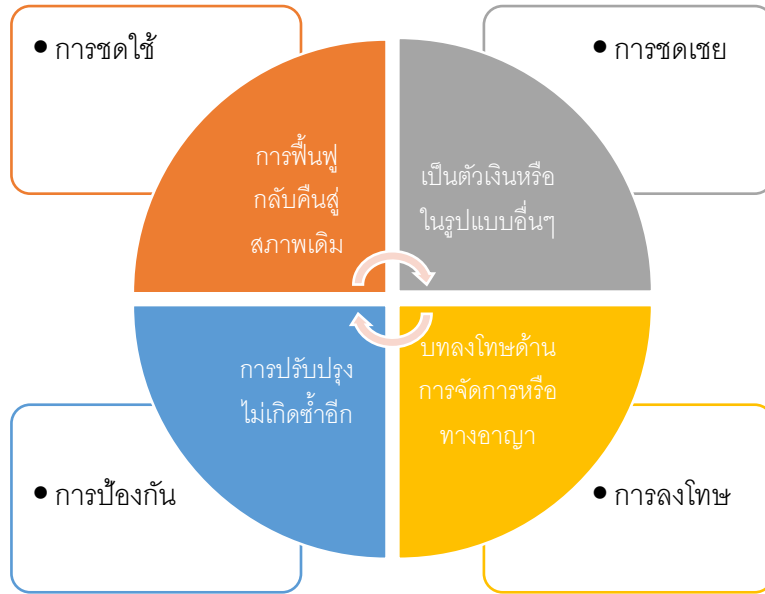 • การชดใช้
• การชดเชย
การฟื้นฟู
กลับคืนสู่
สภาพเดิม
เป็นตัวเงินหรือ
ในรูปแบบอื่นๆ
การปรับปรุง
ไม่เกิดซ้ำอีก
บทลงโทษด้าน
การจัดการหรือ
ทางอาญา
• การป้องกัน
• การลงโทษ